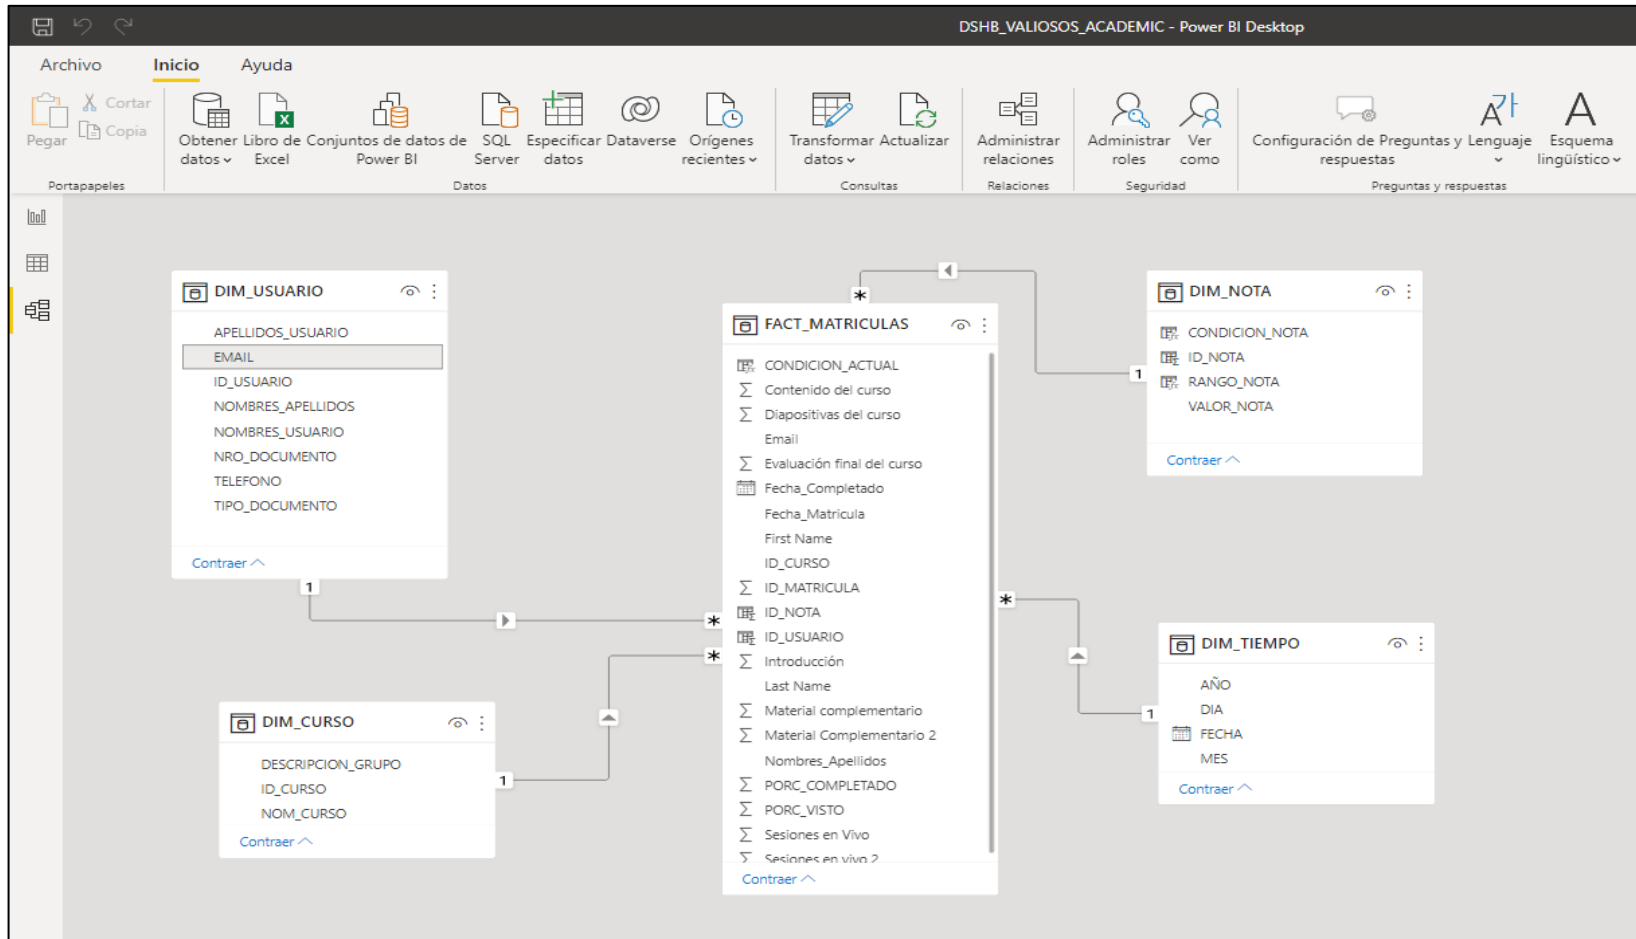 DSHB_VALIOSOS_ACADEMIC - Power BI Desktop
Archivo Inicio Ayuda
Pegar
Cortar
Copia
Portapapeles
Obtener datos
Libro de Excel
Conjuntos de datos de Power BI
SQL Server
Especificar datos
Dataverse
Orígenes recientes
Datos
Transformar datos
Actualizar
Consultas
Administrar relaciones
Relaciones
Administrar roles
Ver como
Seguridad
Configuración de Preguntas y respuestas
Lenguaje
Esquema lingüístico
Preguntas y respuestas
DIM_USUARIO
APELLIDOS_USUARIO
EMAIL
ID_USUARIO
NOMBRES_APELLIDOS
NOMBRES_USUARIO
NRO_DOCUMENTO
TELEFONO
TIPO_DOCUMENTO
Contraer
1
*
DIM_CURSO
DESCRIPCION_GRUPO
ID_CURSO
NOM_CURSO
Contraer
1
*
FACT_MATRICULAS
CONDICION_ACTUAL
Contenido del curso
Diapositivas del curso
Email
Evaluación final del curso
Fecha_Completado
Fecha_Matricula
First Name
ID_CURSO
ID_MATRICULA
ID_NOTA
ID_USUARIO
Introducción
Last Name
Material complementario
Material Complementario 2
Nombres_Apellidos
PORC_COMPLETADO
PORC_VISTO
Sesiones en Vivo
Sesiones en vivo 2
Contraer
*
1
DIM_NOTA
CONDICION_NOTA
ID_NOTA
RANGO_NOTA
VALOR_NOTA
Contraer
*
1
DIM_TIEMPO
AÑO
DIA
FECHA
MES
Contraer